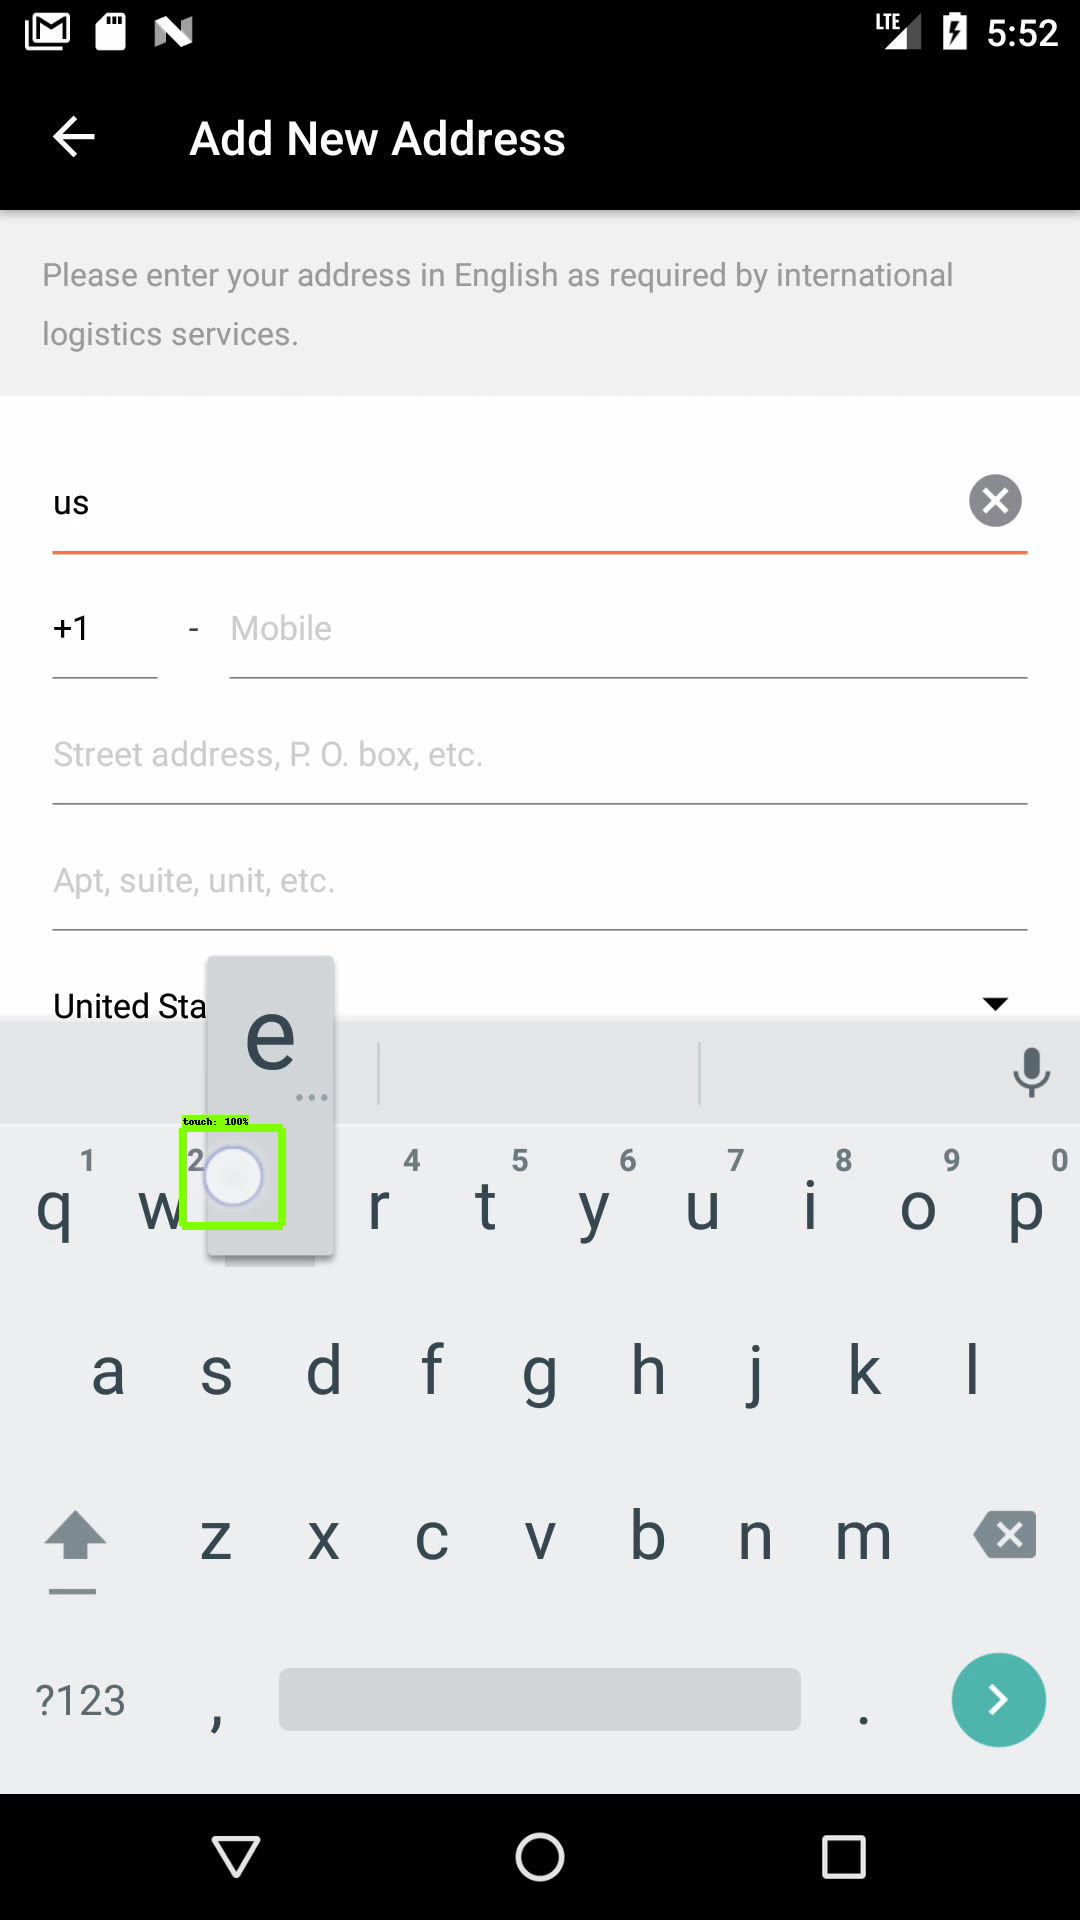 LTE 5:52
Add New Address
Please enter your address in English as required by international
logistics services.
us
+1 - Mobile
Street address, P. O. box, etc.
Apt, suite, unit, etc.
United Sta
e
touch: 100%
1 2 4 5 6 7 8 9 0
q w r t y u i o p
a s d f g h j k l
z x c v b n m
?123 , .